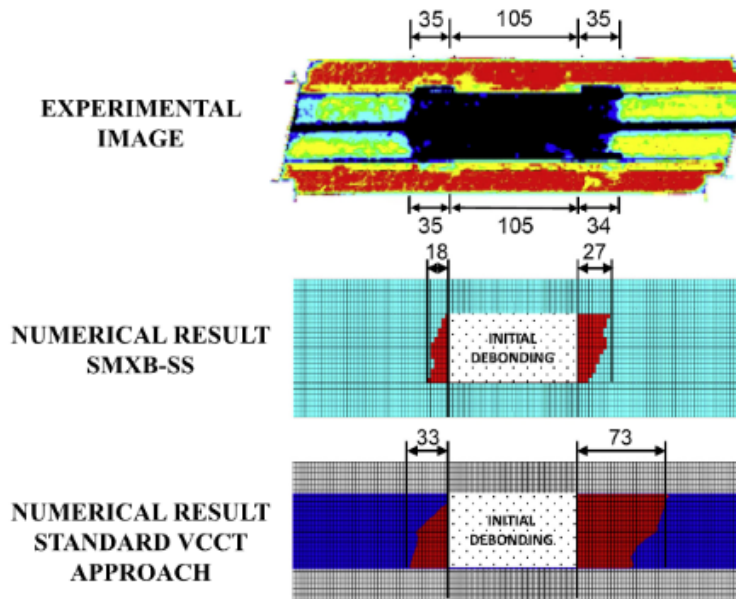 35 105 35
EXPERIMENTAL
IMAGE
35 105 34
18 27
NUMERICAL RESULT
SMXB-SS
INITIAL
DEBONDING
33 73
NUMERICAL RESULT
STANDARD VCCT
APPROACH
INITIAL
DEBONDING